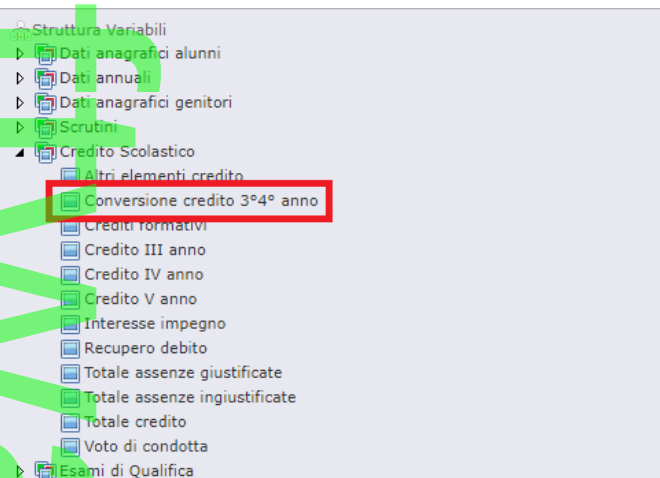 Struttura Variabili
Dati anagrafici alunni
Dati annuali
Dati anagrafici genitori
Scrutini
Credito Scolastico
Altri elementi credito
Conversione credito 3°4° anno
Crediti formativi
Credito III anno
Credito IV anno
Credito V anno
Interesse impegno
Recupero debito
Totale assenze giustificate
Totale assenze ingiustificate
Totale credito
Voto di condotta
Esami di Qualifica